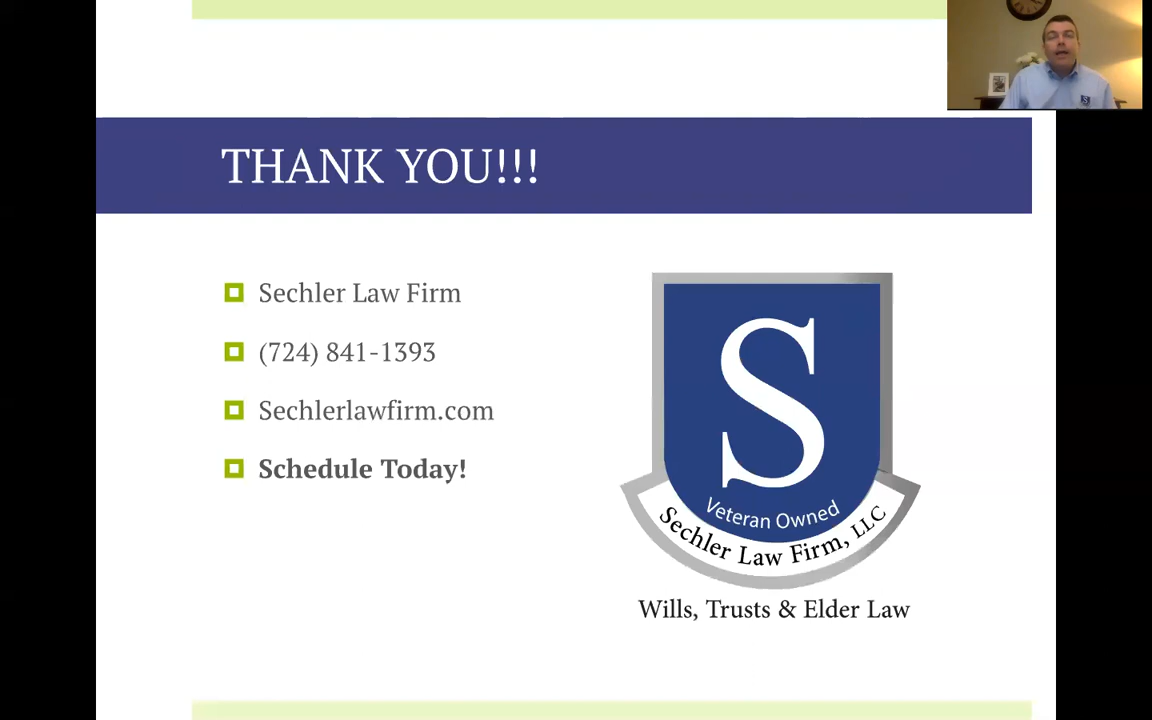 THANK YOU!!!
Sechler Law Firm
(724) 841-1393
Sechlerlawfirm.com
Schedule Today!
S
Veteran Owned
Sechler Law Firm, LLC
Wills, Trusts & Elder Law
S